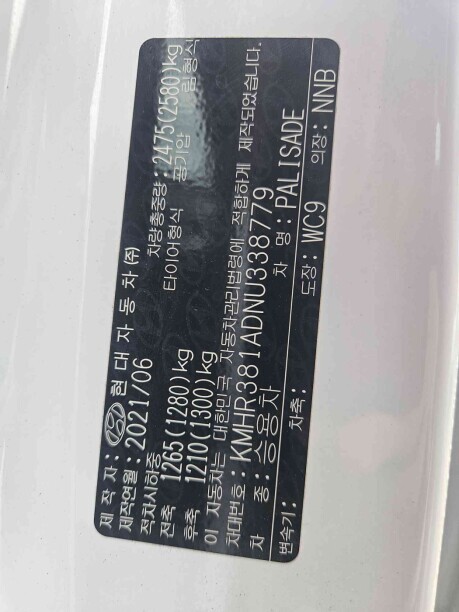 제 작 자: 현대자동차(주)
제작연월: 2021/06 차량총중량: 2475(2580)kg
적차시하중 타이어형식 공기압 림형식
전축 1265(1280)kg
후축 1210(1300)kg
이 자동차는 대한민국 자동차관리법령에 적합하게 제작되었습니다.
차대번호: KMHR381ADNU338779
차 종: 승용차 차 명: PALISADE
변속기: 차축: 도장: WC9 의장: NNB